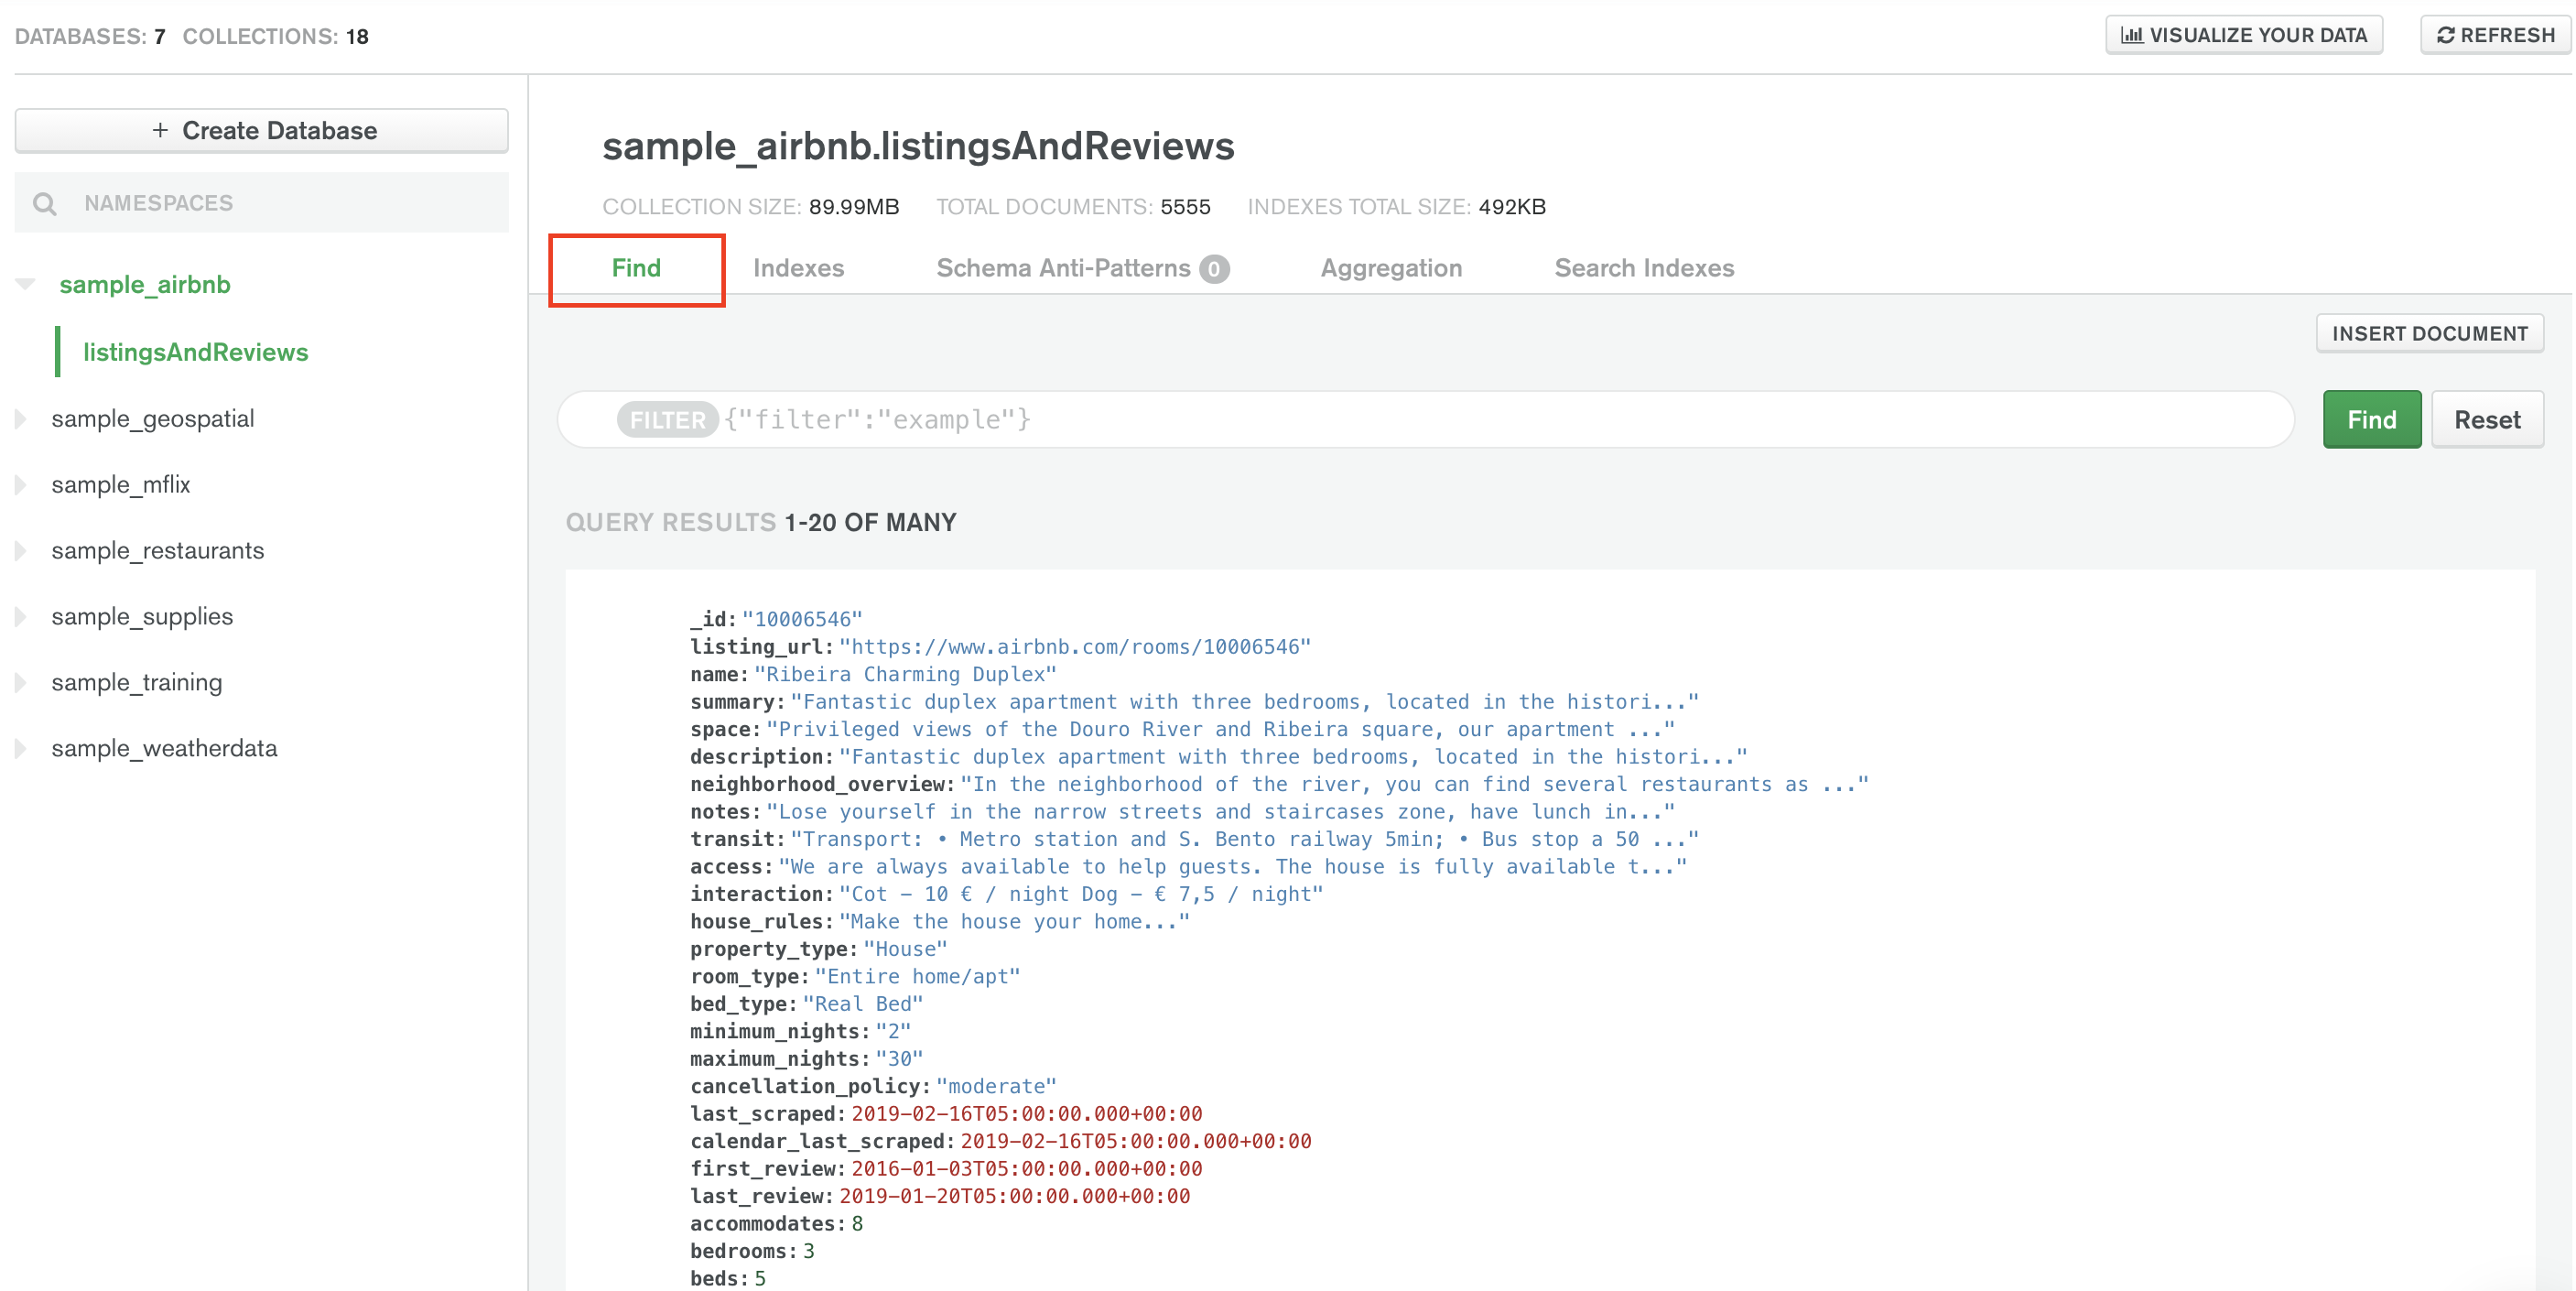 DATABASES: 7 COLLECTIONS: 18
VISUALIZE YOUR DATA
REFRESH
+ Create Database
NAMESPACES
sample_airbnb
listingsAndReviews
sample_geospatial
sample_mflix
sample_restaurants
sample_supplies
sample_training
sample_weatherdata
sample_airbnb.listingsAndReviews
COLLECTION SIZE: 89.99MB TOTAL DOCUMENTS: 5555 INDEXES TOTAL SIZE: 492KB
Find Indexes Schema Anti-Patterns 0 Aggregation Search Indexes
INSERT DOCUMENT
FILTER {"filter":"example"}
Find Reset
QUERY RESULTS 1-20 OF MANY
_id: "10006546"
listing_url: "https://www.airbnb.com/rooms/10006546"
name: "Ribeira Charming Duplex"
summary: "Fantastic duplex apartment with three bedrooms, located in the histori..."
space: "Privileged views of the Douro River and Ribeira square, our apartment ..."
description: "Fantastic duplex apartment with three bedrooms, located in the histori..."
neighborhood_overview: "In the neighborhood of the river, you can find several restaurants as ..."
notes: "Lose yourself in the narrow streets and staircases zone, have lunch in..."
transit: "Transport: • Metro station and S. Bento railway 5min; • Bus stop a 50 ..."
access: "We are always available to help guests. The house is fully available t..."
interaction: "Cot - 10 € / night Dog - € 7,5 / night"
house_rules: "Make the house your home..."
property_type: "House"
room_type: "Entire home/apt"
bed_type: "Real Bed"
minimum_nights: "2"
maximum_nights: "30"
cancellation_policy: "moderate"
last_scraped: 2019-02-16T05:00:00.000+00:00
calendar_last_scraped: 2019-02-16T05:00:00.000+00:00
first_review: 2016-01-03T05:00:00.000+00:00
last_review: 2019-01-20T05:00:00.000+00:00
accommodates: 8
bedrooms: 3
beds: 5